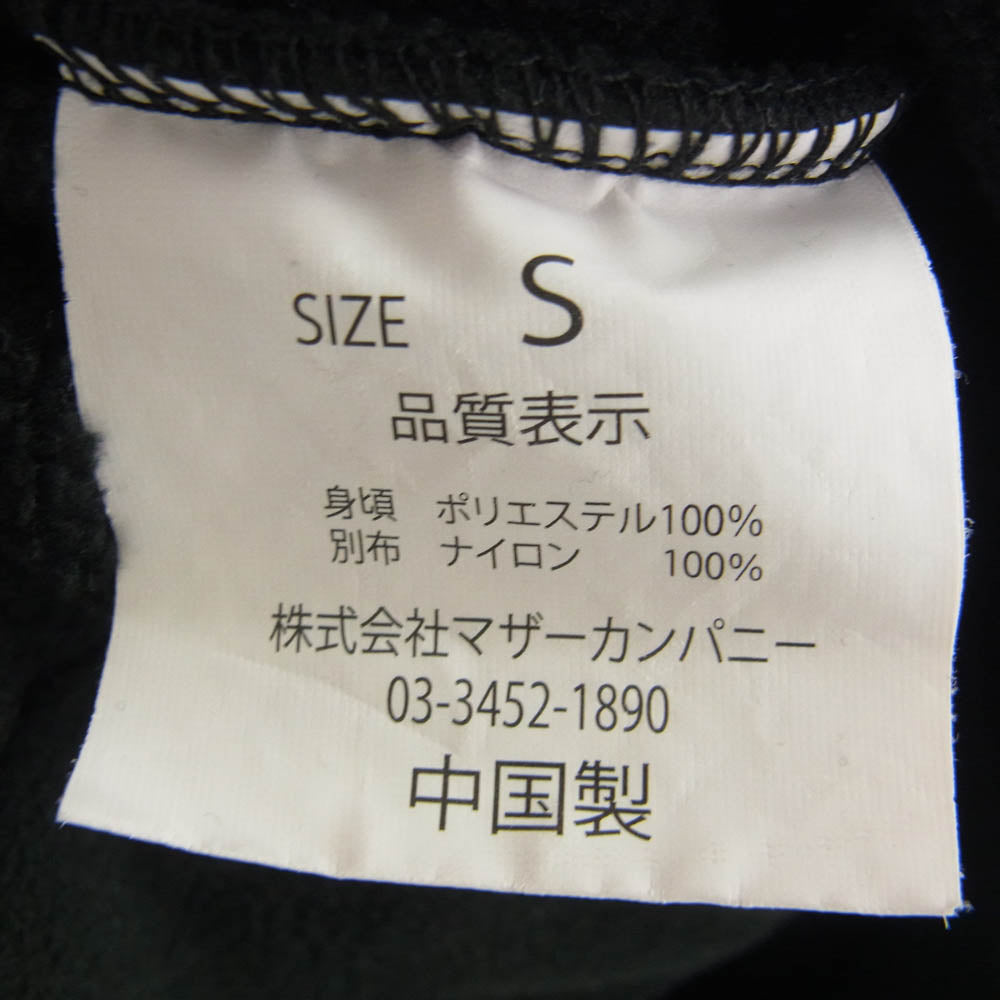 SIZE S
品質表示
身頃 ポリエステル100%
別布 ナイロン 100%
株式会社マザーカンパニー
03-3452-1890
中国製